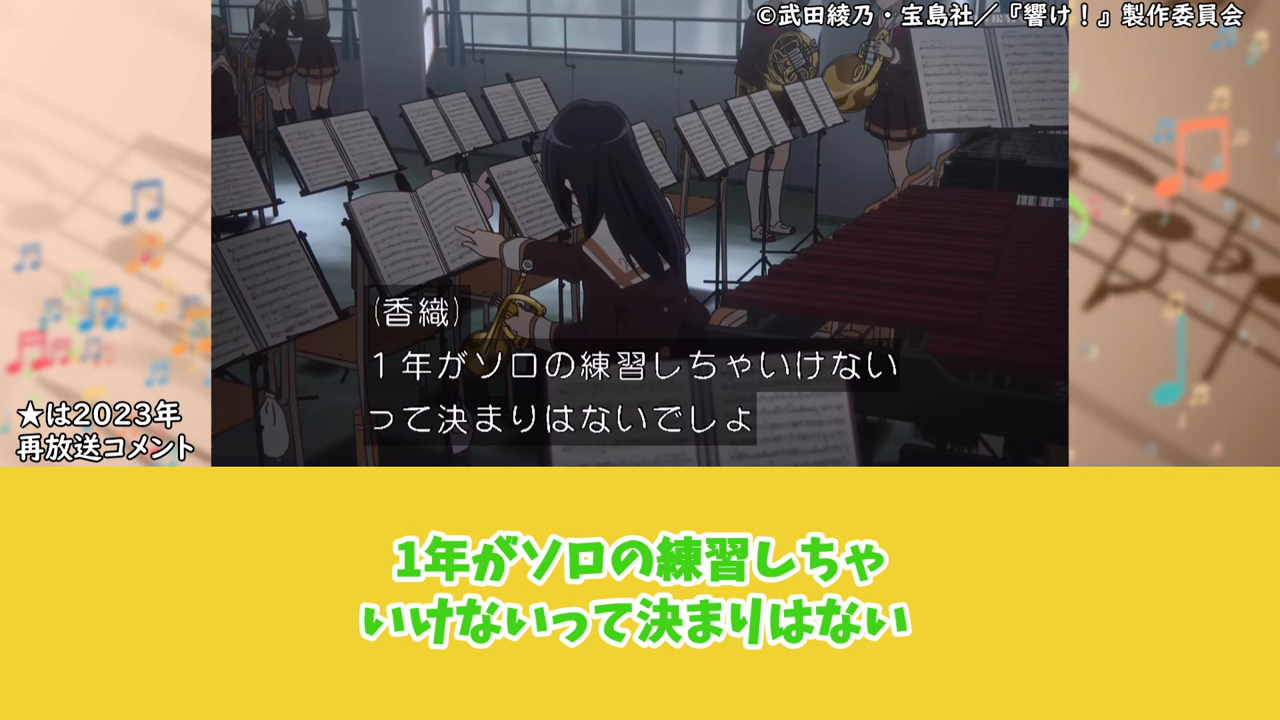 ©武田綾乃・宝島社／『響け！』製作委員会
(香織)
１年がソロの練習しちゃいけない
って決まりはないでしょ
★は2023年
再放送コメント
1年がソロの練習しちゃ
いけないって決まりはない